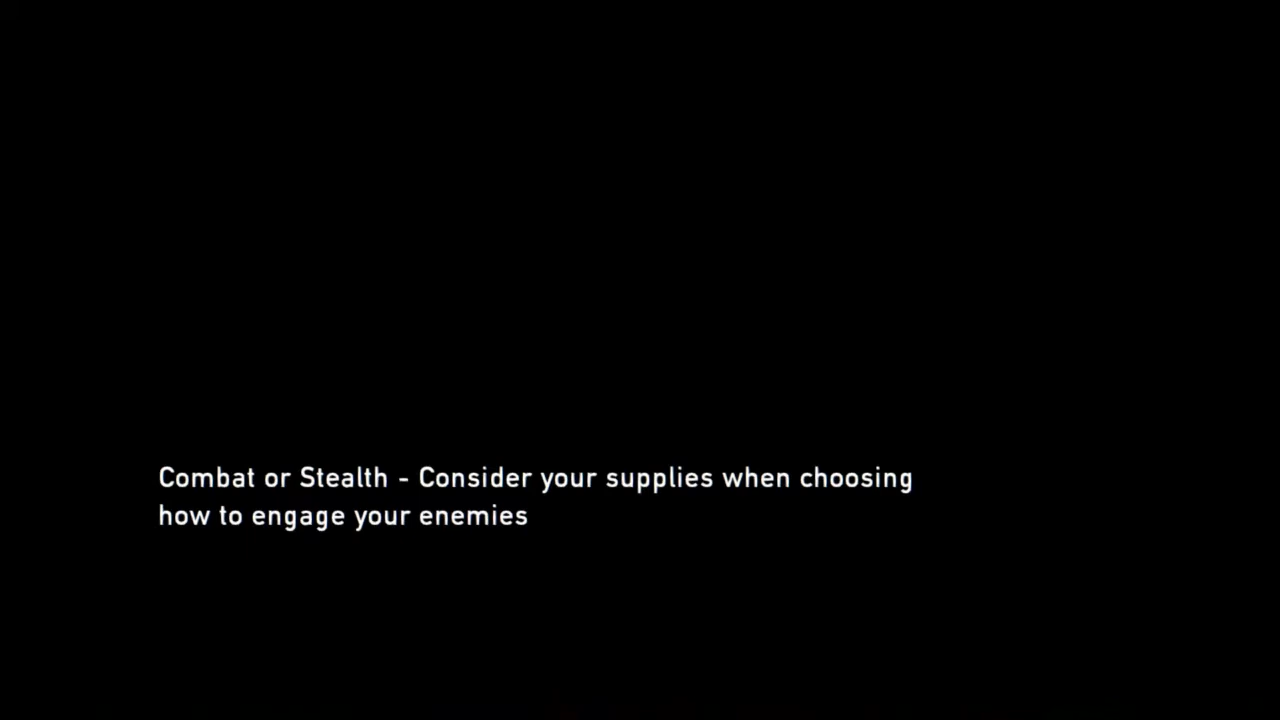 Combat or Stealth - Consider your supplies when choosing
how to engage your enemies